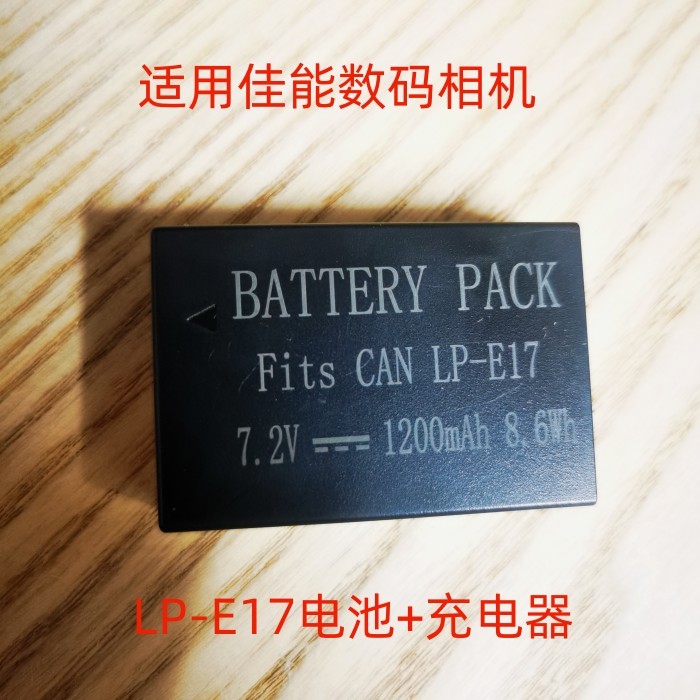 适用佳能数码相机
BATTERY PACK
Fits CAN LP-E17
7.2V 1200mAh 8.6Wh
LP-E17电池+充电器